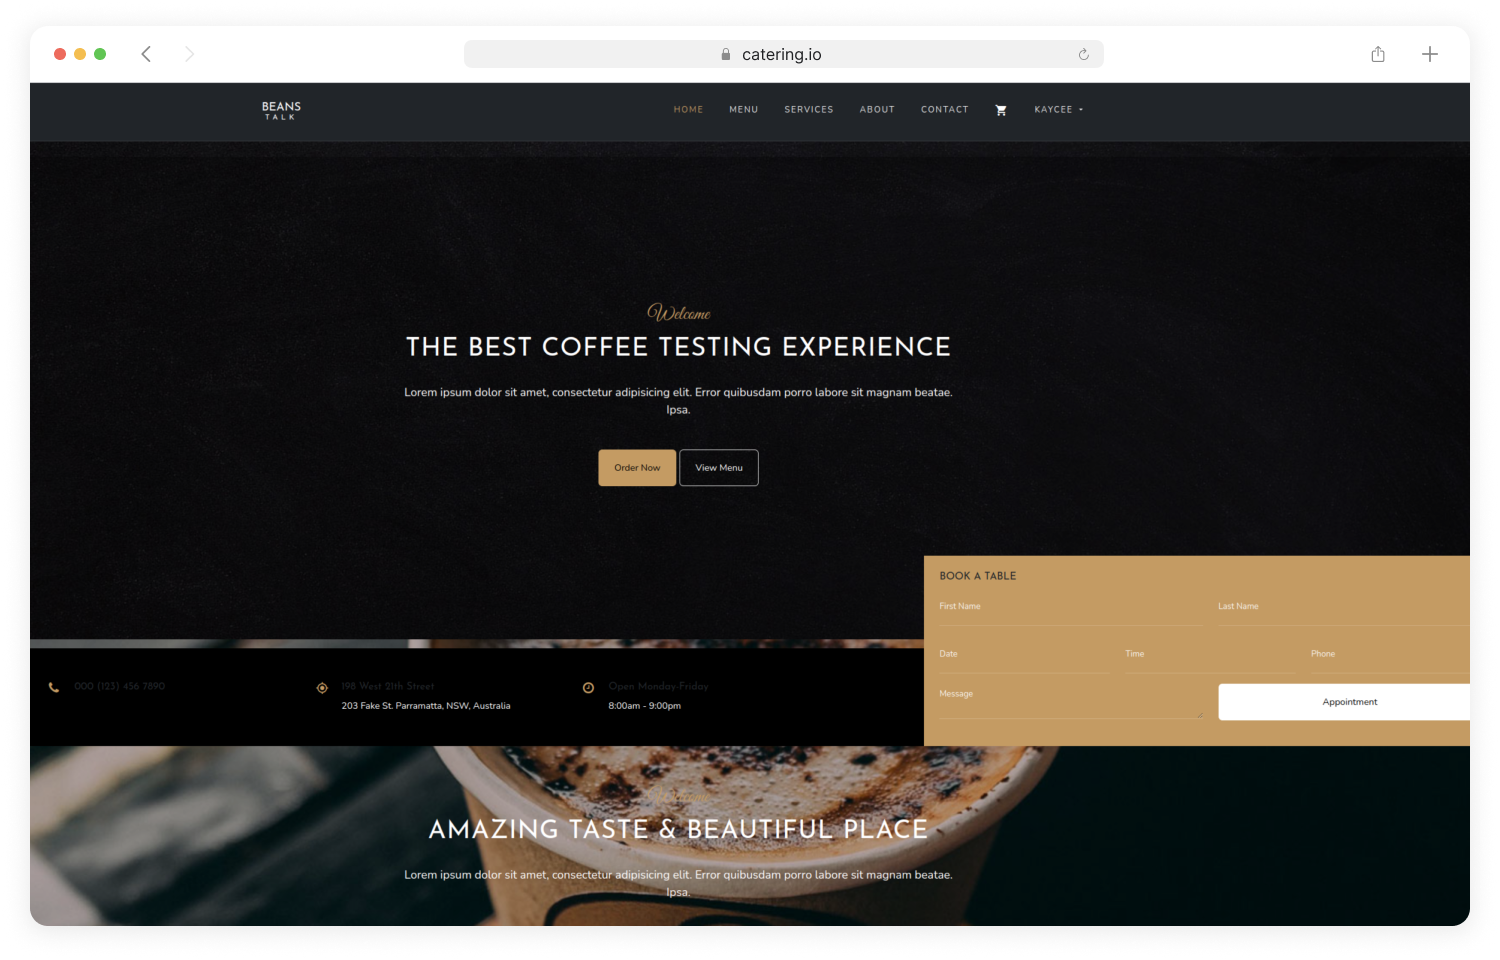 catering.io
BEANS
TALK
HOME MENU SERVICES ABOUT CONTACT KAYCEE
Welcome
THE BEST COFFEE TESTING EXPERIENCE
Lorem ipsum dolor sit amet, consectetur adipisicing elit. Error quibusdam porro labore sit magnam beatae.
Ipsa.
Order Now View Menu
BOOK A TABLE
First Name Last Name
Date Time Phone
Message Appointment
000 (123) 456 7890
198 West 21th Street
203 Fake St. Parramatta, NSW, Australia
Open Monday-Friday
8:00am - 9:00pm
Welcome
AMAZING TASTE & BEAUTIFUL PLACE
Lorem ipsum dolor sit amet, consectetur adipisicing elit. Error quibusdam porro labore sit magnam beatae.
Ipsa.